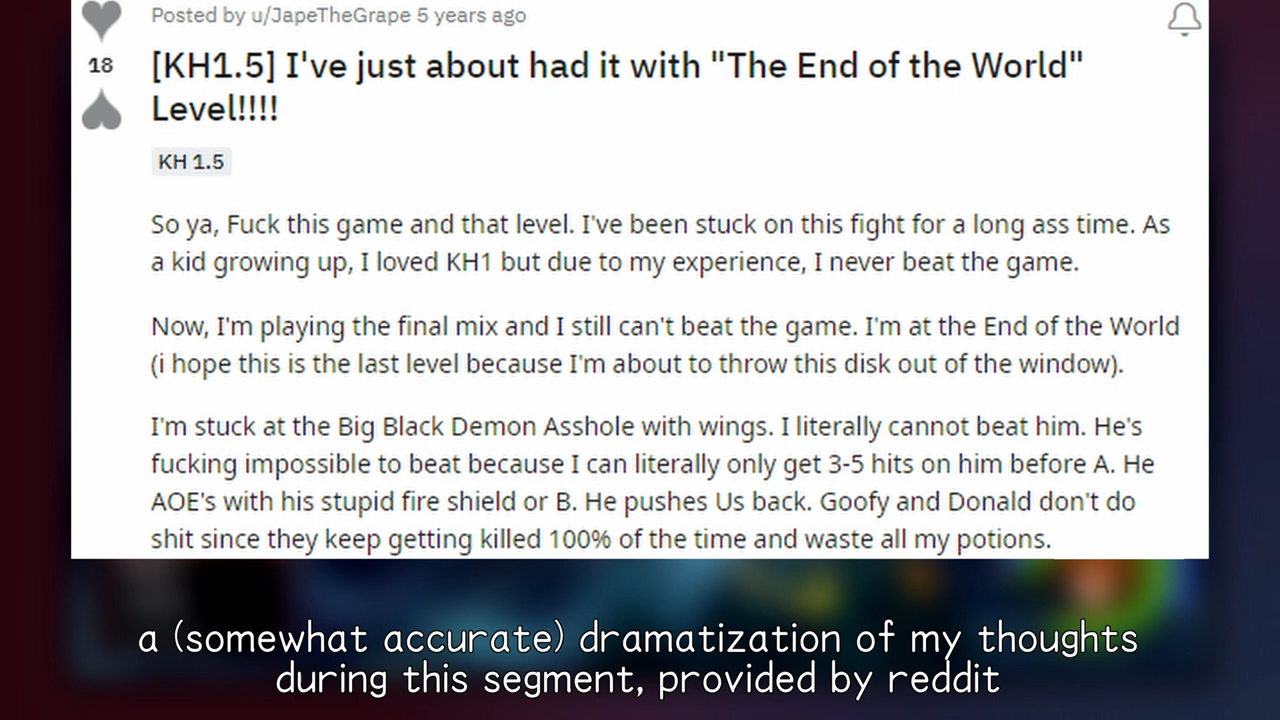 Posted by u/JapeTheGrape 5 years ago
18
[KH1.5] I've just about had it with "The End of the World"
Level!!!!
KH 1.5
So ya, Fuck this game and that level. I've been stuck on this fight for a long ass time. As
a kid growing up, I loved KH1 but due to my experience, I never beat the game.
Now, I'm playing the final mix and I still can't beat the game. I'm at the End of the World
(i hope this is the last level because I'm about to throw this disk out of the window).
I'm stuck at the Big Black Demon Asshole with wings. I literally cannot beat him. He's
fucking impossible to beat because I can literally only get 3-5 hits on him before A. He
AOE's with his stupid fire shield or B. He pushes Us back. Goofy and Donald don't do
shit since they keep getting killed 100% of the time and waste all my potions.
a (somewhat accurate) dramatization of my thoughts
during this segment, provided by reddit